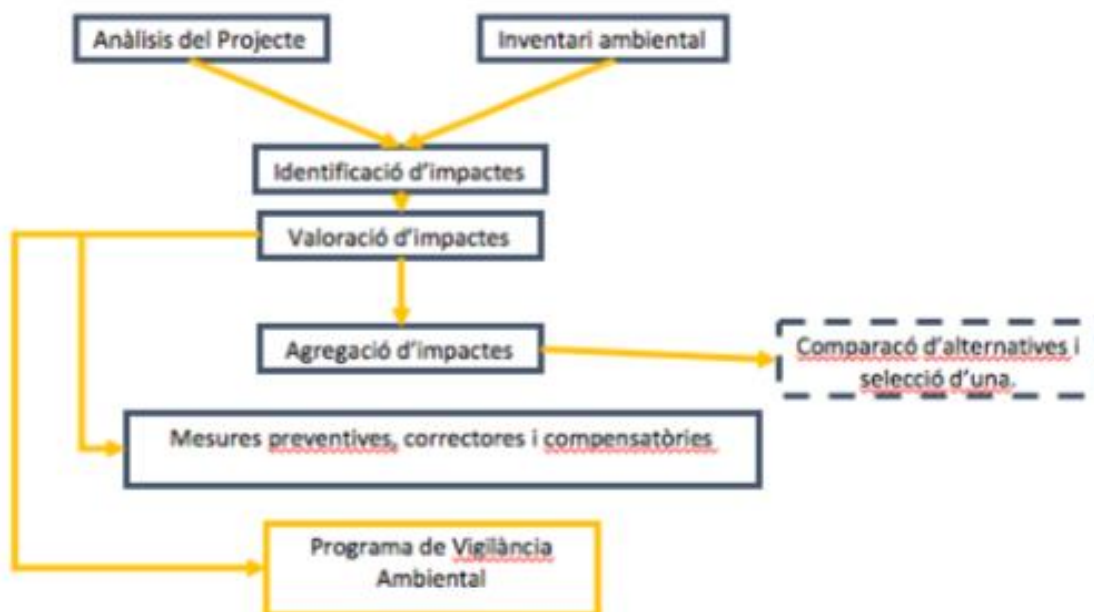 Anàlisis del Projecte
Inventari ambiental
Identificació d'impactes
Valoració d'impactes
Agregació d'impactes
Comparacó d'alternatives i
selecció d'una.
Mesures preventives, correctores i compensatòries
Programa de Vigilància
Ambiental